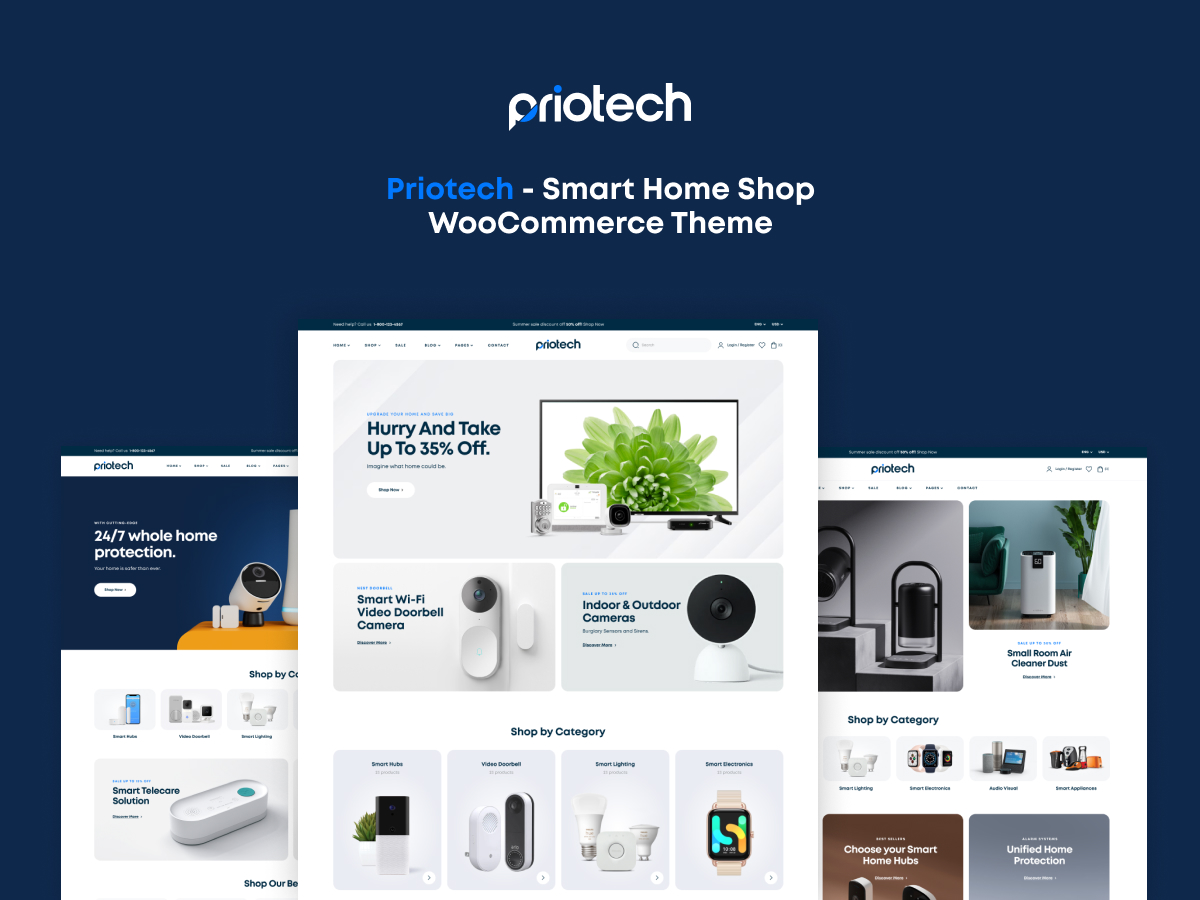 priotech
Priotech - Smart Home Shop
WooCommerce Theme
Need help? Call us: 1-800-123-4567
Summer sale discount off 50% off! Shop Now
ENG
USD
HOME
SHOP
SALE
BLOG
PAGES
CONTACT
priotech
Search
Login / Register
UPGRADE YOUR HOME AND SAVE BIG
Hurry And Take
Up To 35% Off.
Imagine what home could be.
Shop Now
NEST DOORBELL
Smart Wi-Fi
Video Doorbell
Camera
Discover More
SALE UP TO 30% OFF
Indoor & Outdoor
Cameras
Burglary Sensors and Sirens.
Discover More
Shop by Category
Smart Hubs
Video Doorbell
Smart Lighting
Smart Electronics
Need help? Call us: 1-800-123-4567
Summer sale discount off
priotech
HOME
SHOP
SALE
BLOG
PAGES
WITH CUTTING-EDGE
24/7 whole home
protection.
Your home is safer than ever.
Shop Now
Shop by Ca
Smart Hubs
Video Doorbell
Smart Lighting
SALE UP TO 15% OFF
Smart Telecare
Solution
Discover More
Shop Our Be
Summer sale discount off 50% off! Shop Now
ENG
USD
priotech
Login / Register
SHOP
SALE
BLOG
PAGES
CONTACT
SALE UP TO 30% OFF
Small Room Air
Cleaner Dust
Discover More
Shop by Category
Smart Lighting
Smart Electronics
Audio Visual
Smart Appliances
BEST SELLERS
Choose your Smart
Home Hubs
Discover More
ALARM SYSTEMS
Unified Home
Protection
Discover More